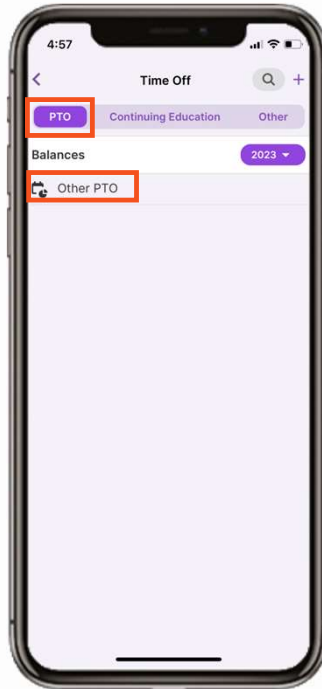 4:57
Time Off
PTO Continuing Education Other
Balances 2023
Other PTO